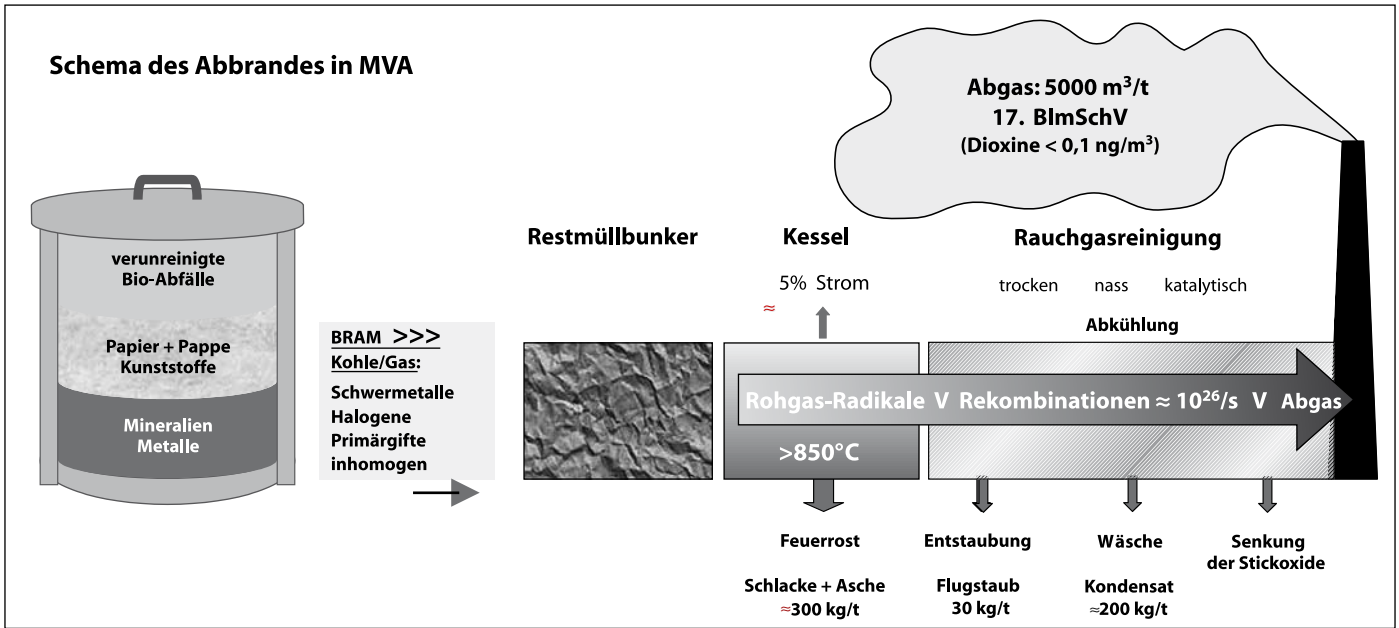 Schema des Abbrandes in MVA
Abgas: 5000 m³/t
17. BImSchV
(Dioxine < 0,1 ng/m³)
verunreinigte
Bio-Abfälle
Papier + Pappe
Kunststoffe
Mineralien
Metalle
BRAM >>>
Kohle/Gas:
Schwermetalle
Halogene
Primärgifte
inhomogen
Restmüllbunker
Kessel
Rauchgasreinigung
5% Strom
≈
trocken nass katalytisch
Abkühlung
Rohgas-Radikale V Rekombinationen ≈ 10²⁶/s V Abgas
>850°C
Feuerrost
Schlacke + Asche
≈300 kg/t
Entstaubung
Flugstaub
30 kg/t
Wäsche
Kondensat
≈200 kg/t
Senkung
der Stickoxide